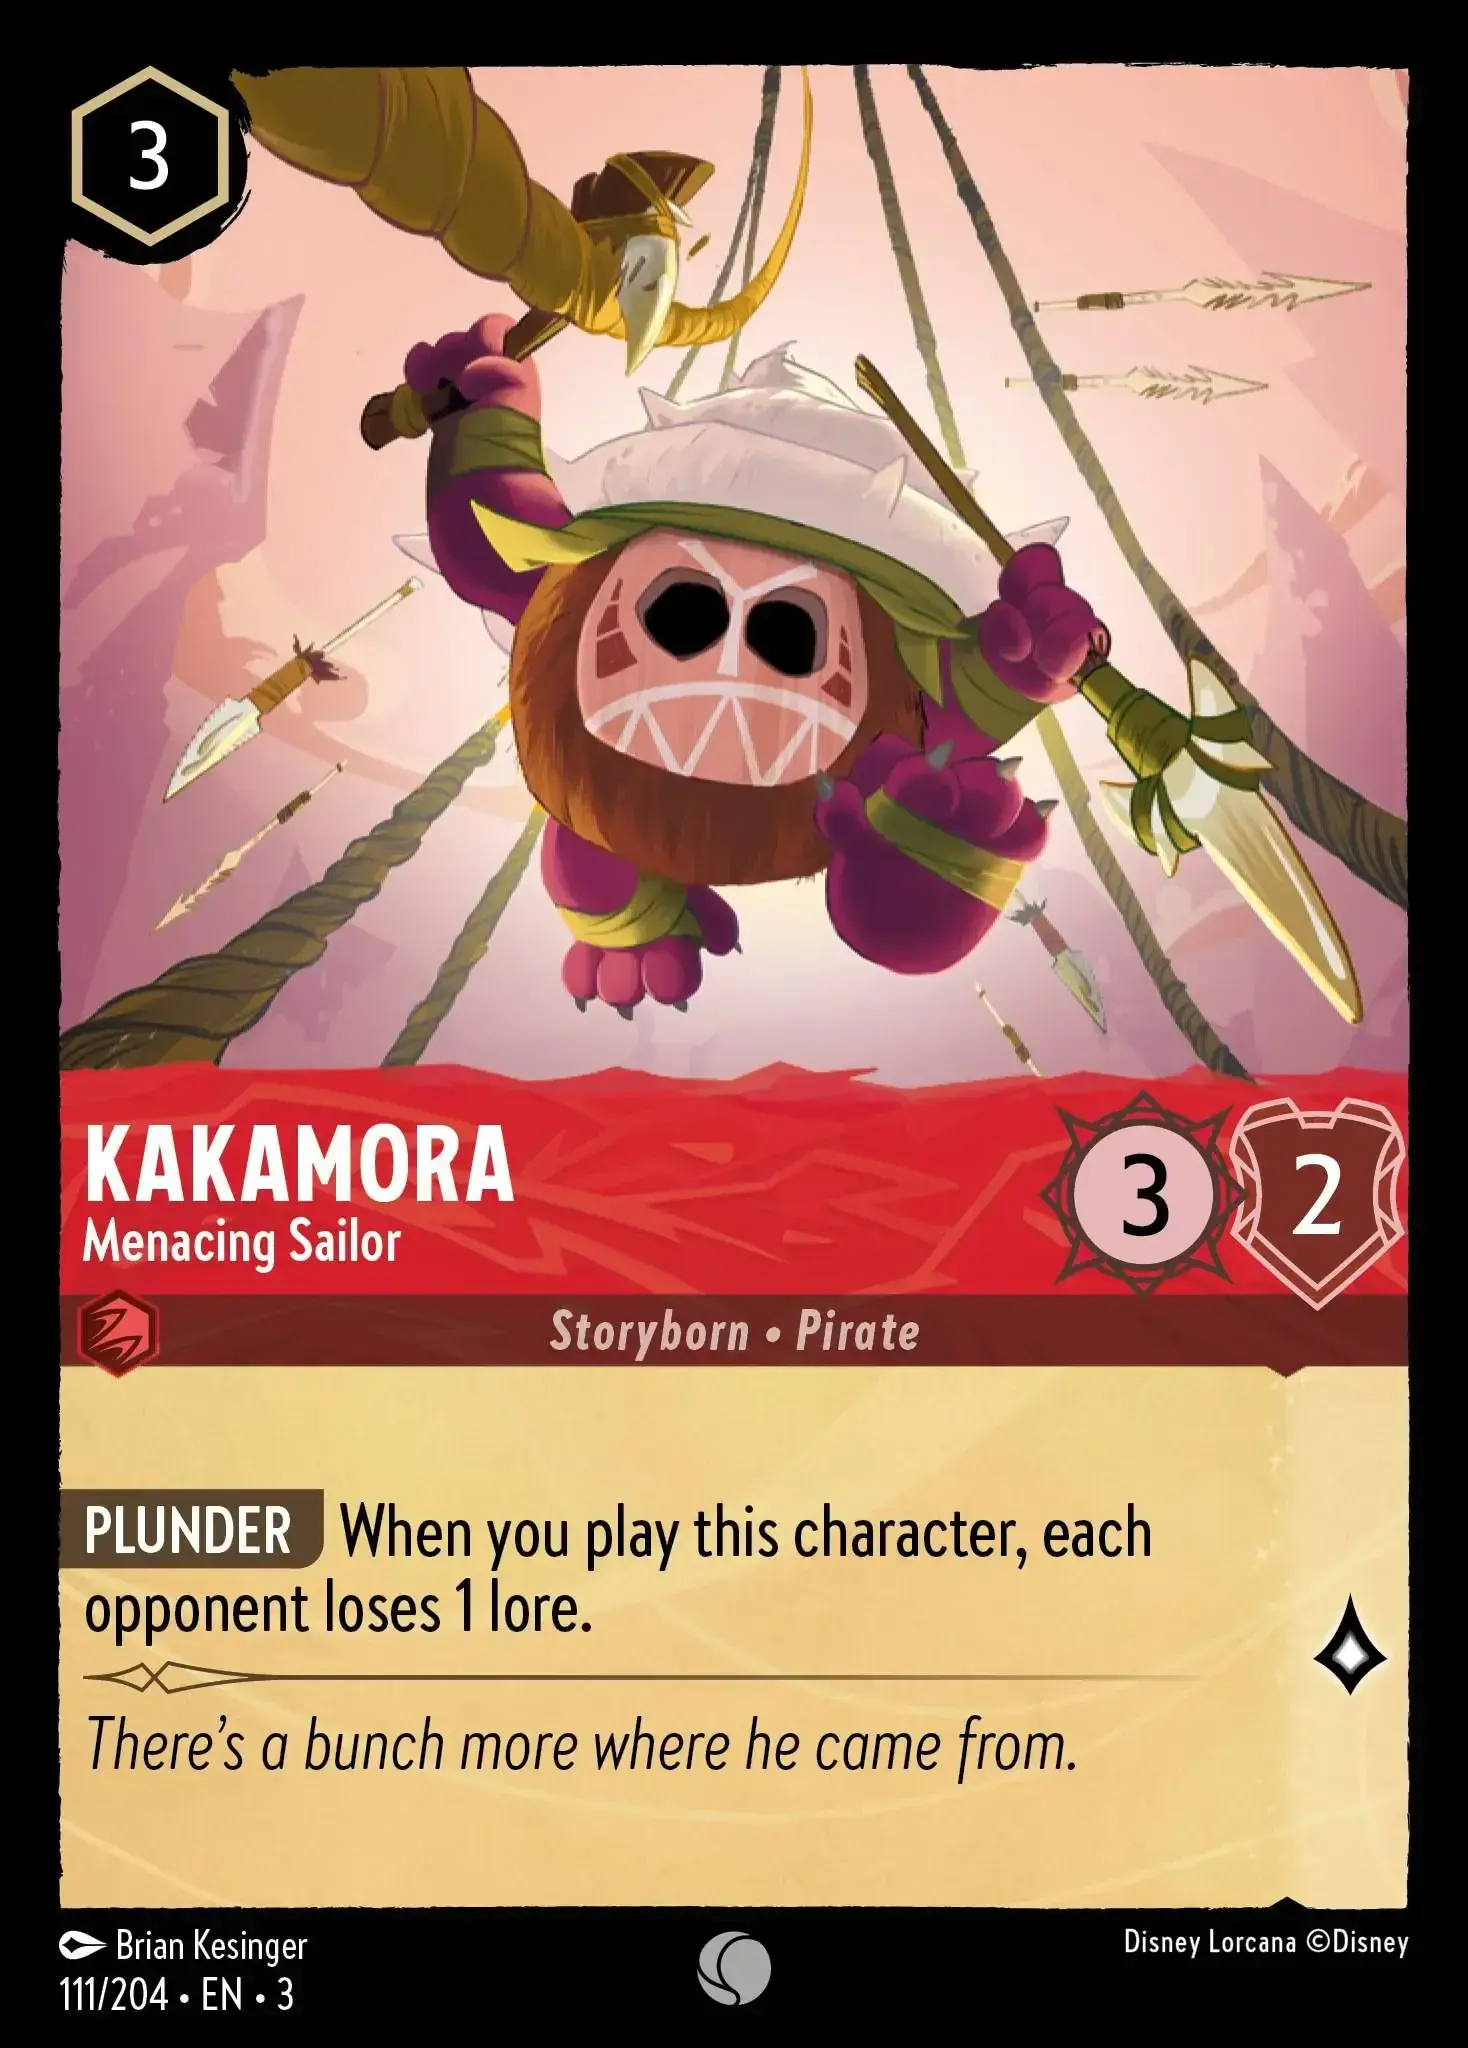 3
KAKAMORA
Menacing Sailor
3
2
Storyborn • Pirate
PLUNDER When you play this character, each
opponent loses 1 lore.
There's a bunch more where he came from.
Brian Kesinger
111/204 • EN • 3
Disney Lorcana ©Disney